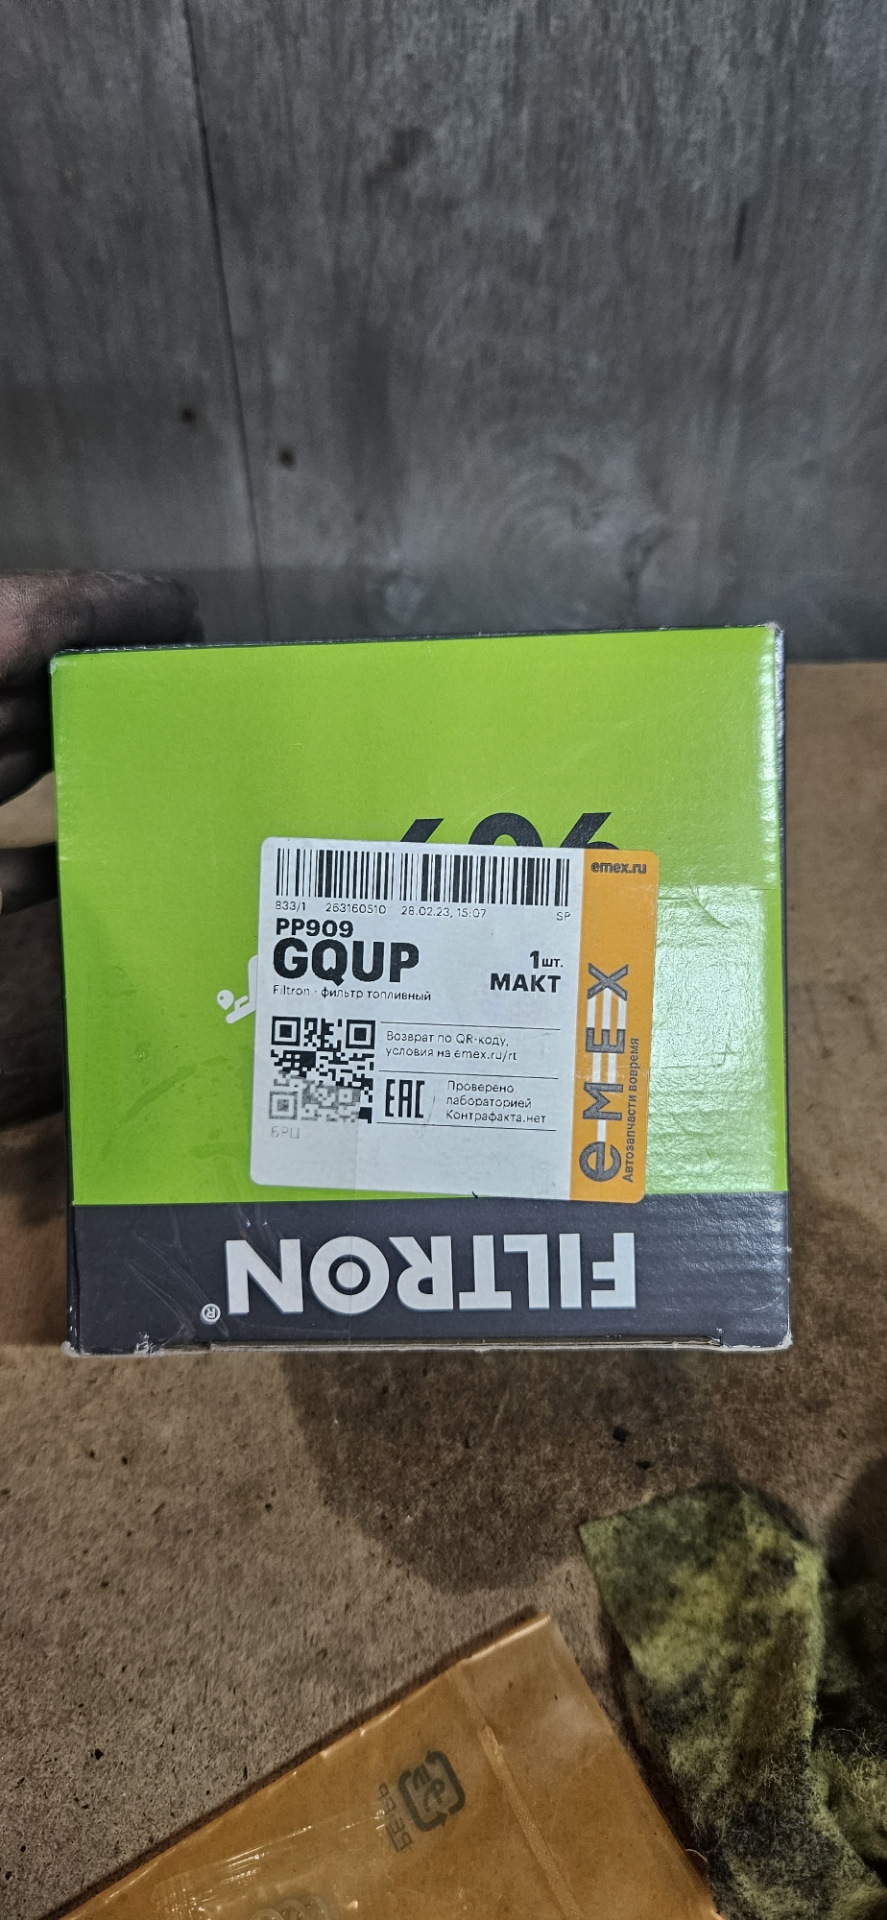 emex.ru
833/1 263160510 28.02.23, 15:07 SP
PP909
GQUP
1шт.
МАКТ
Filtron - фильтр топливный
Возврат по QR-коду,
условия на emex.ru/rt
EAC
Проверено
лабораторией
Контрафакта.нет
БРЦ
e-M-E-X
Автозапчасти вовремя
FILTRON®